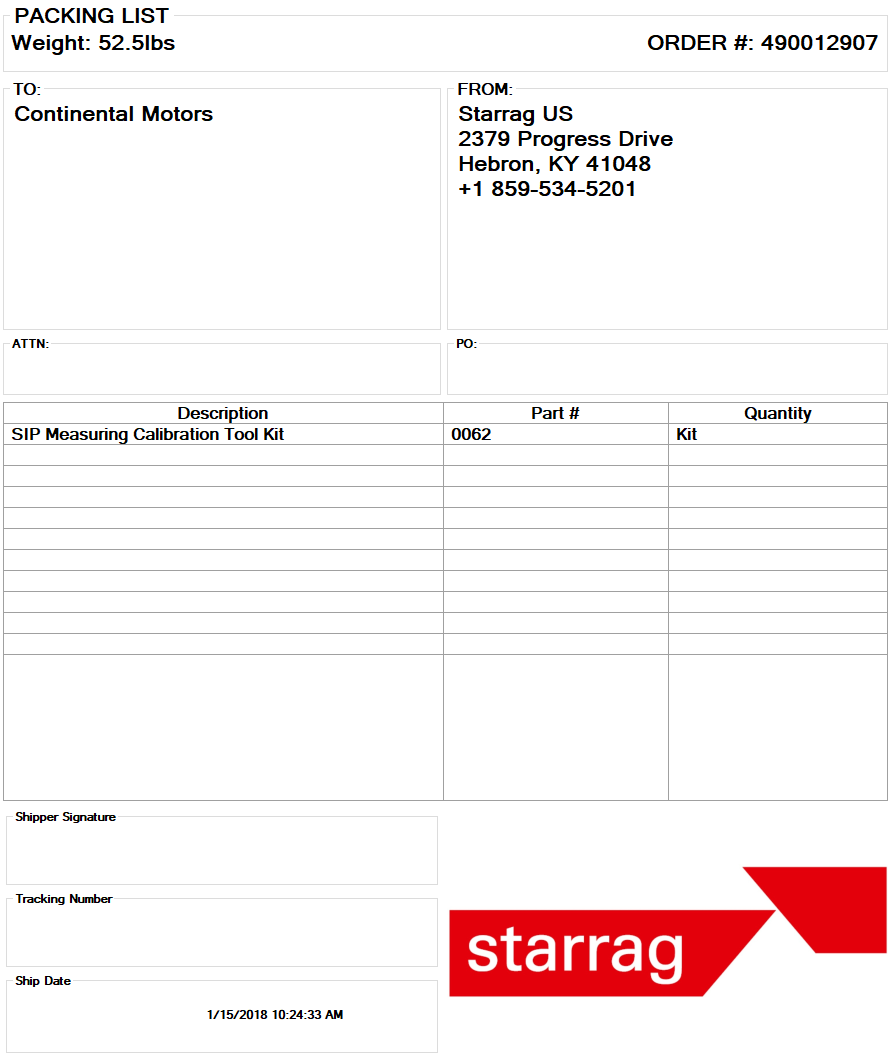 PACKING LIST
Weight: 52.5lbs
ORDER #: 490012907
TO:
Continental Motors
FROM:
Starrag US
2379 Progress Drive
Hebron, KY 41048
+1 859-534-5201
ATTN:
PO:
Description Part # Quantity
SIP Measuring Calibration Tool Kit 0062 Kit
Shipper Signature
Tracking Number
Ship Date
1/15/2018 10:24:33 AM
starrag